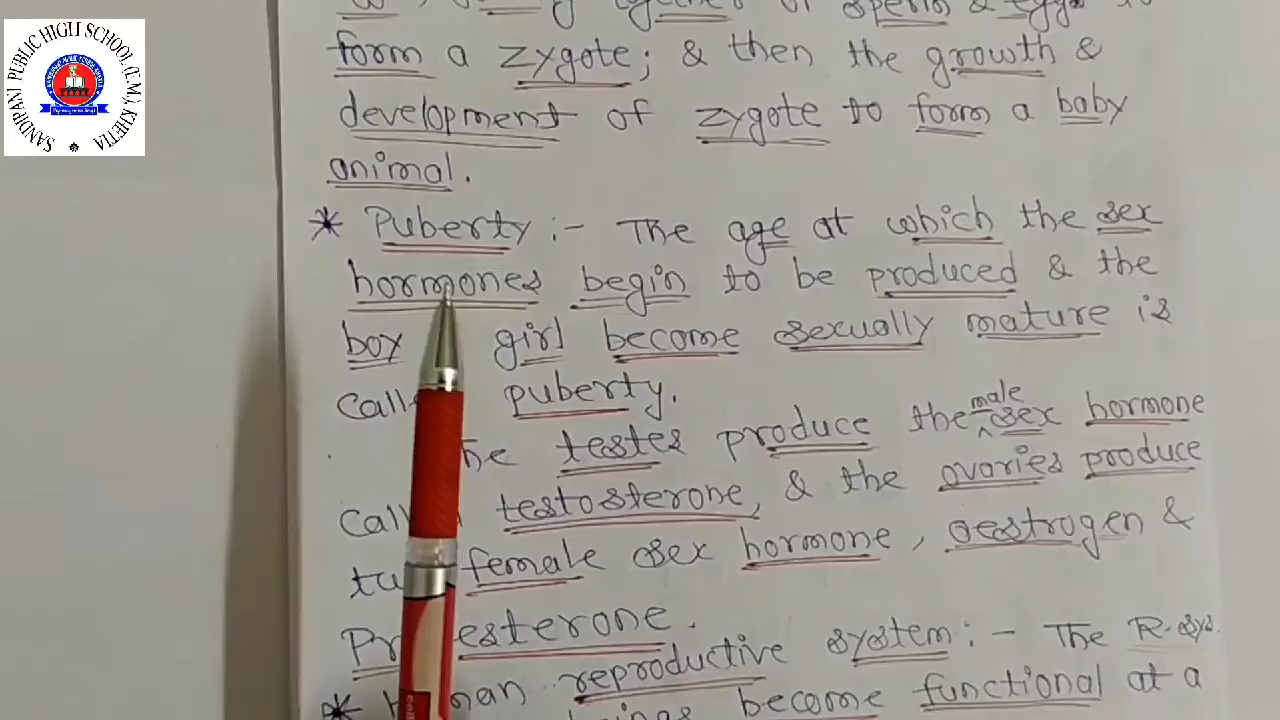 SANDIPANI PUBLIC HIGH SCHOOL (E.M.), KHETIA
form a zygote; & then the growth &
development of zygote to form a baby
animal.
* Puberty :- The age at which the sex
hormones begin to be produced & the
boy girl become sexually mature is
puberty.
testes produce the male sex hormone
testosterone, & the ovaries produce
female sex hormone, oestrogen &
* reproductive system :- The R-sys.
become functional at a